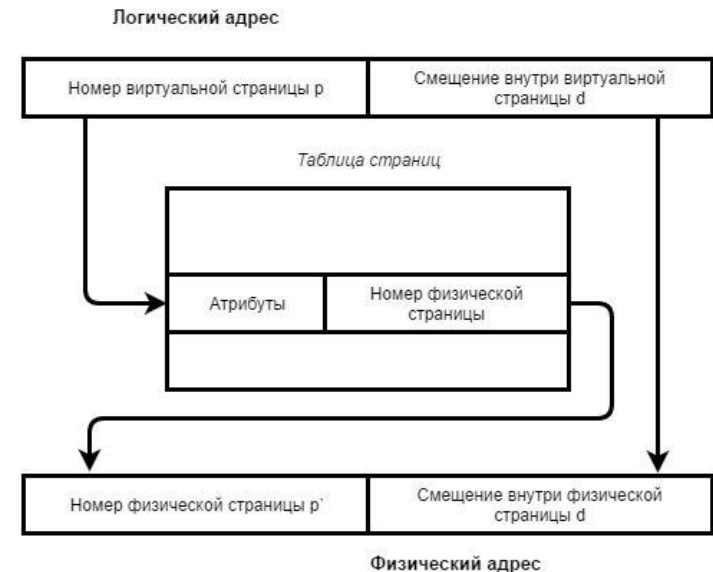 Логический адрес
Номер виртуальной страницы p
Смещение внутри виртуальной
страницы d
Таблица страниц
Атрибуты
Номер физической
страницы
Номер физической страницы p`
Смещение внутри физической
страницы d
Физический адрес